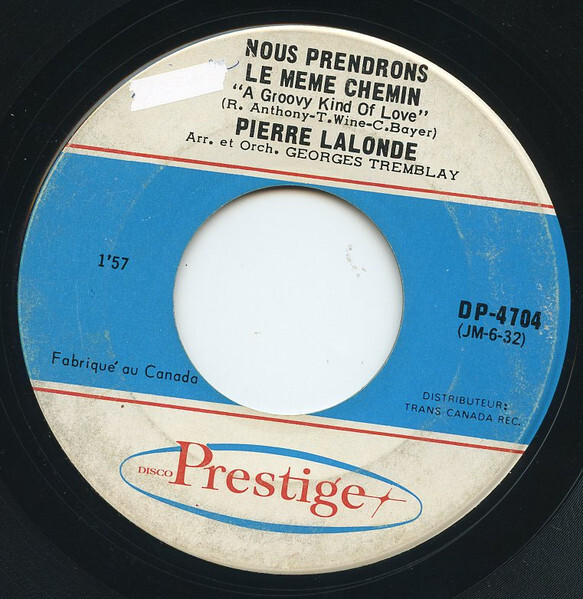 NOUS PRENDRONS
LE MEME CHEMIN
"A Groovy Kind Of Love"
(R. Anthony-T. Wine-C. Bayer)
PIERRE LALONDE
Arr. et Orch. GEORGES TREMBLAY
1'57
DP-4704
(JM-6-32)
Fabriqué au Canada
DISTRIBUTEUR:
TRANS CANADA REC.
DISCO Prestige